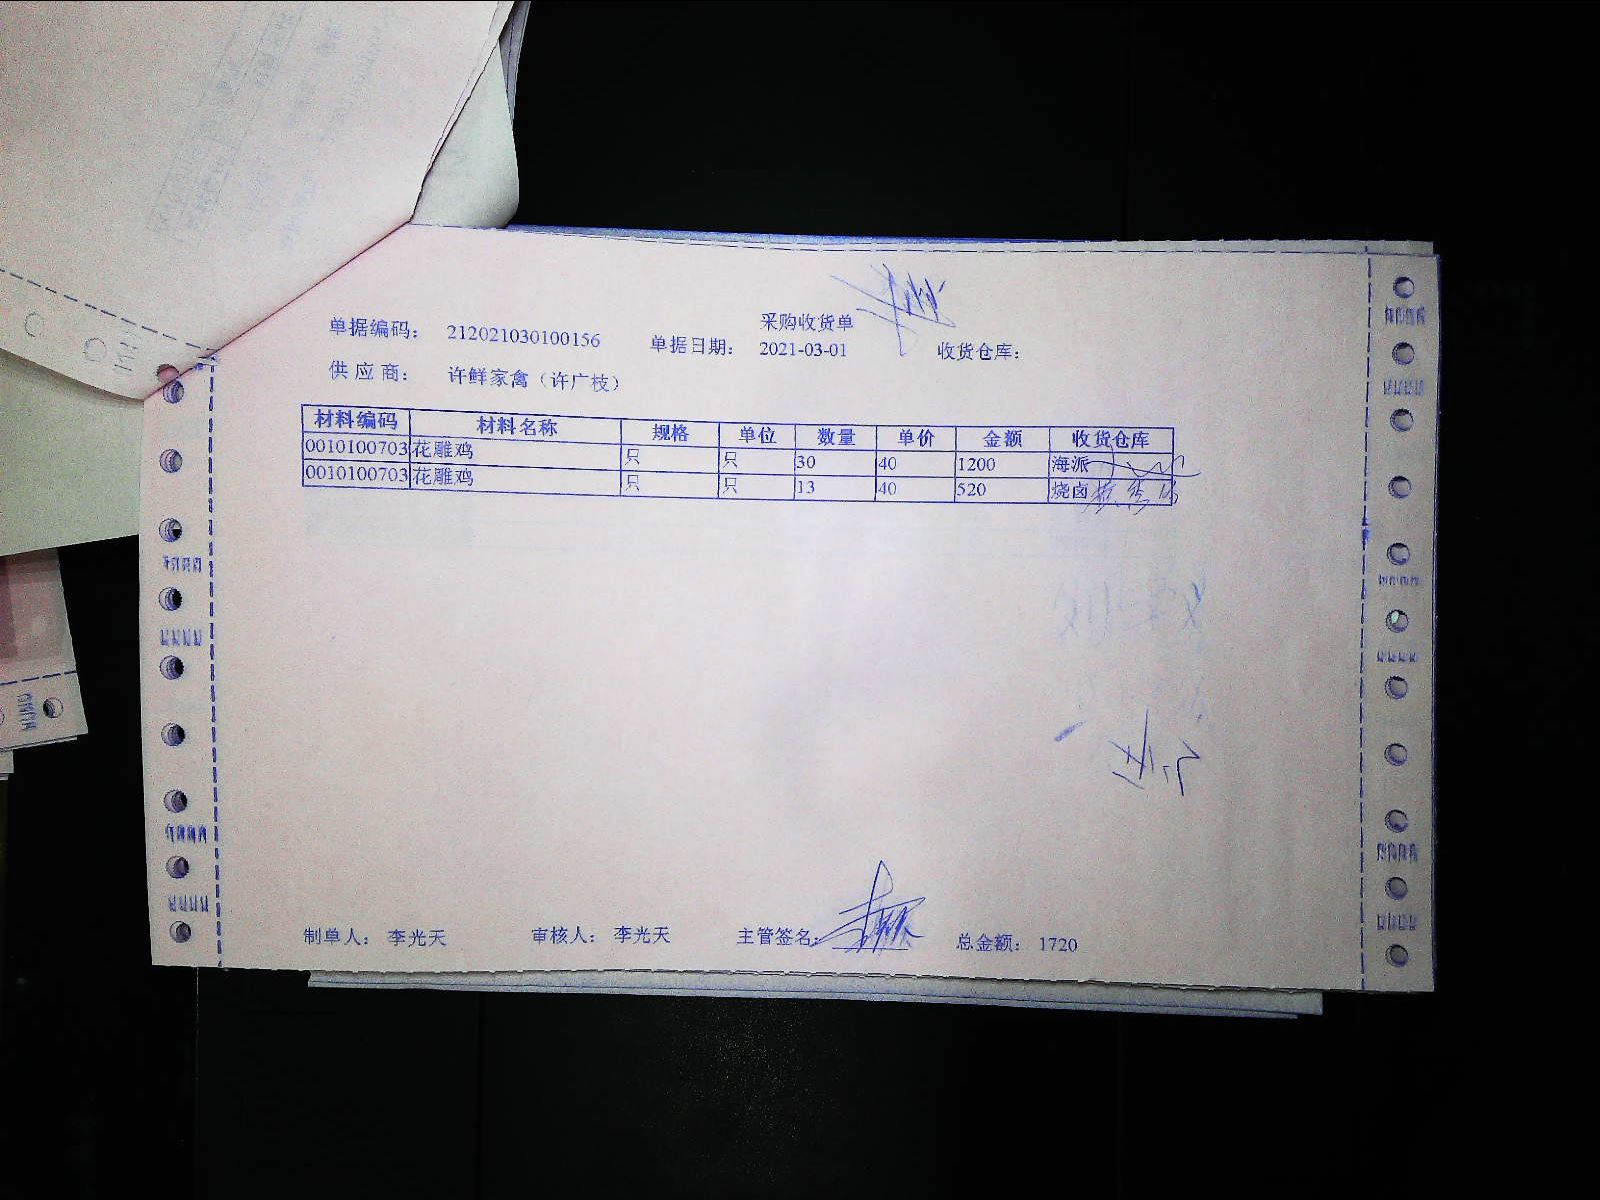 采购收货单
单据编码： 212021030100156 单据日期： 2021-03-01 收货仓库：
供 应 商： 许鲜家禽（许广枝）
材料编码 材料名称 规格 单位 数量 单价 金额 收货仓库
0010100703 花雕鸡 只 只 30 40 1200 海派
0010100703 花雕鸡 只 只 13 40 520 烧卤
制单人： 李光天 审核人： 李光天 主管签名： 总金额： 1720